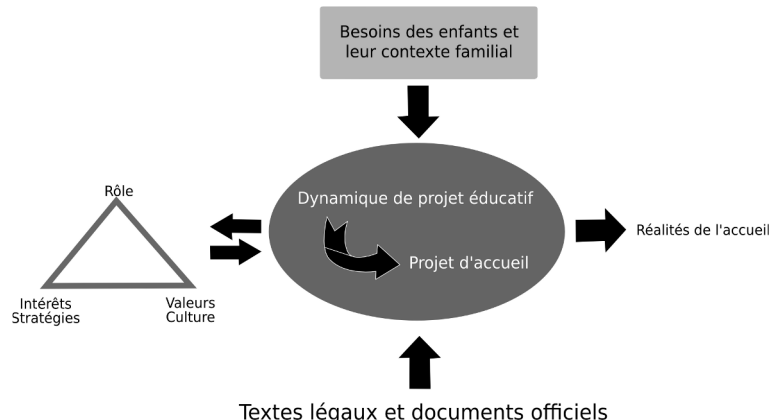 Besoins des enfants et
leur contexte familial
Dynamique de projet éducatif
Projet d'accueil
Rôle
Intérêts
Stratégies
Valeurs
Culture
Réalités de l'accueil
Textes légaux et documents officiels